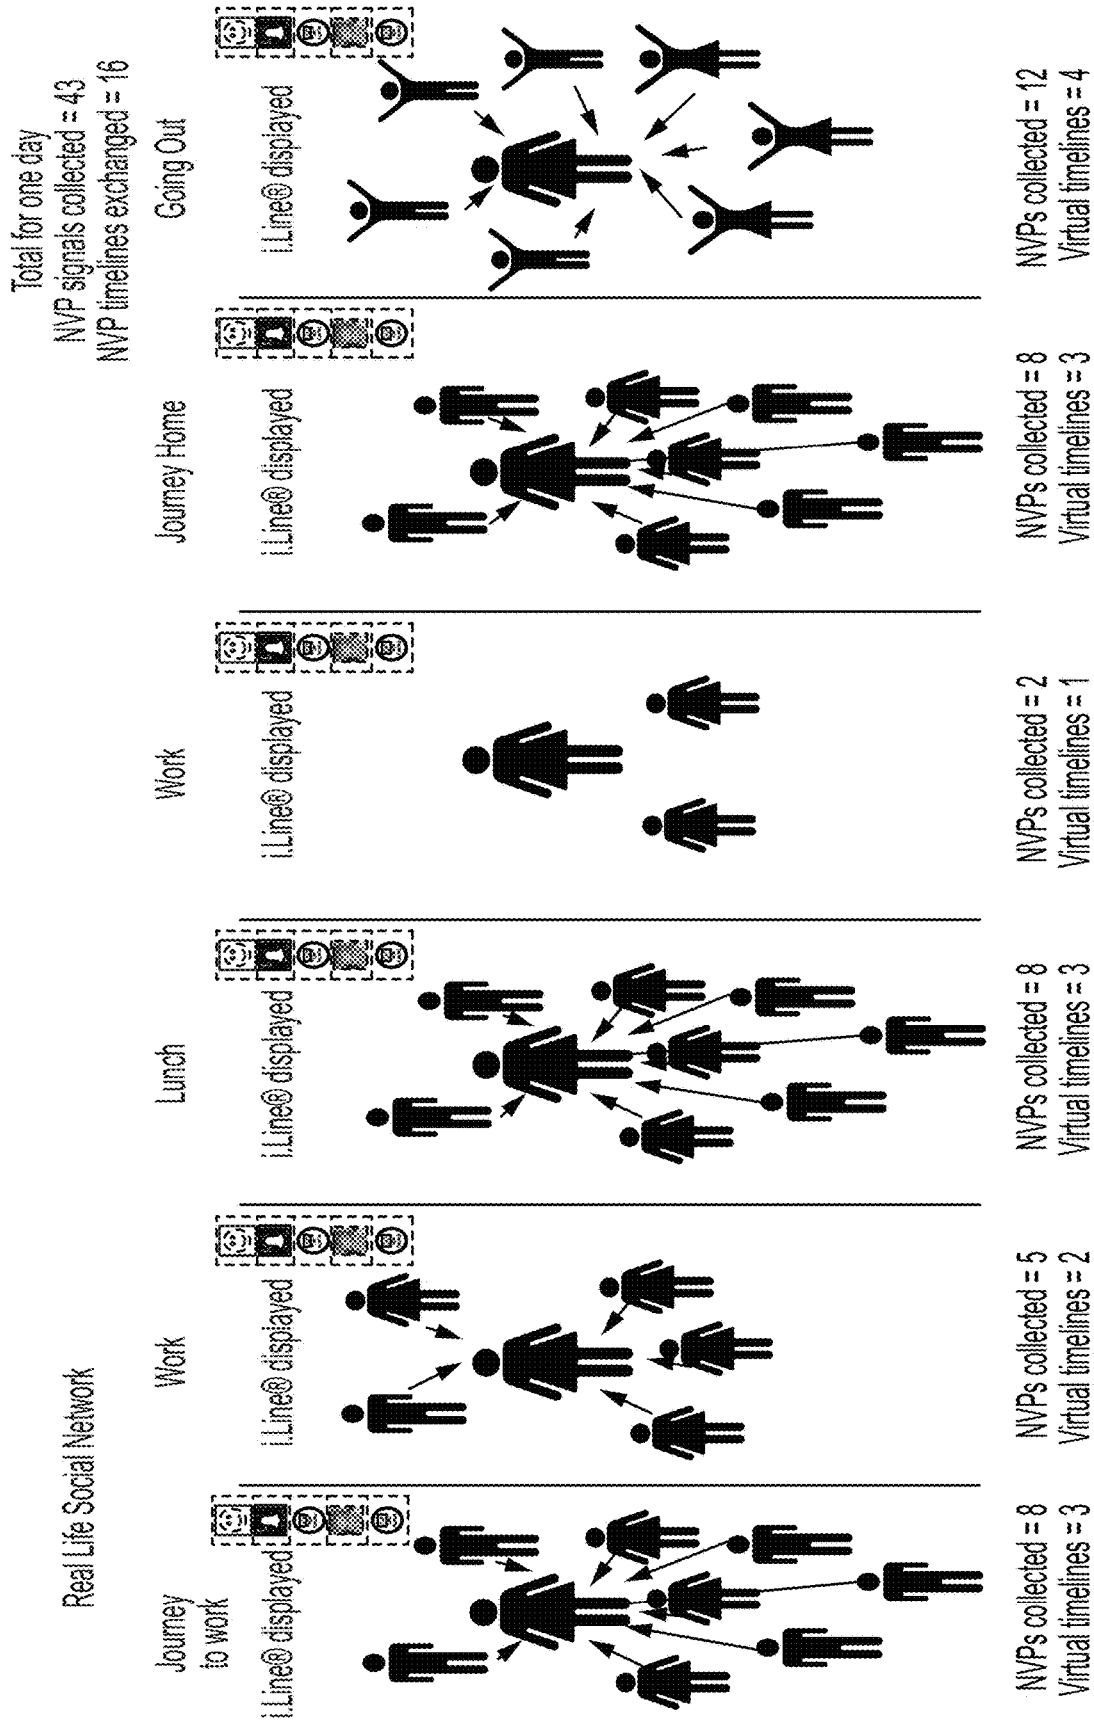 Real Life Social Network
Total for one day
NVP signals collected = 43
NVP timelines exchanged = 16
Journey
to work
i.Line® displayed
NVPs collected = 8
Virtual timelines = 3
Work
i.Line® displayed
NVPs collected = 5
Virtual timelines = 2
Lunch
i.Line® displayed
NVPs collected = 8
Virtual timelines = 3
Work
i.Line® displayed
NVPs collected = 2
Virtual timelines = 1
Journey Home
i.Line® displayed
NVPs collected = 8
Virtual timelines = 3
Going Out
i.Line® displayed
NVPs collected = 12
Virtual timelines = 4